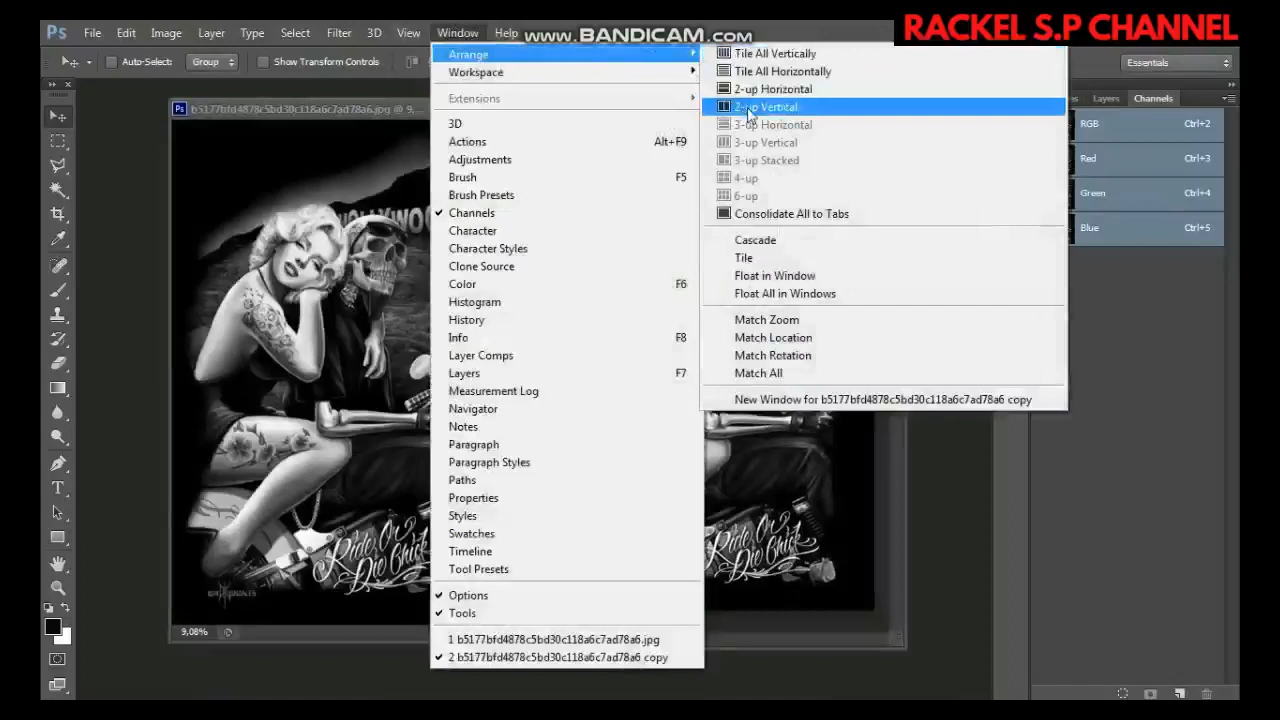 RACKEL S.P CHANNEL
www.BANDICAM.com
Ps File Edit Image Layer Type Select Filter 3D View Window Help
Auto-Select: Group Show Transform Controls Essentials
b5177bfd4878c5bd30c118a6c7ad78a6.jpg @ 9,...
Arrange
Workspace
Extensions
3D
Actions Alt+F9
Adjustments
Brush F5
Brush Presets
Channels
Character
Character Styles
Clone Source
Color F6
Histogram
History
Info F8
Layer Comps
Layers F7
Measurement Log
Navigator
Notes
Paragraph
Paragraph Styles
Paths
Properties
Styles
Swatches
Timeline
Tool Presets
Options
Tools
1 b5177bfd4878c5bd30c118a6c7ad78a6.jpg
2 b5177bfd4878c5bd30c118a6c7ad78a6 copy
Tile All Vertically
Tile All Horizontally
2-up Horizontal
2-up Vertical
3-up Horizontal
3-up Vertical
3-up Stacked
4-up
6-up
Consolidate All to Tabs
Cascade
Tile
Float in Window
Float All in Windows
Match Zoom
Match Location
Match Rotation
Match All
New Window for b5177bfd4878c5bd30c118a6c7ad78a6 copy
Layers Channels
RGB Ctrl+2
Red Ctrl+3
Green Ctrl+4
Blue Ctrl+5
HOLLYWOO
Ride Or
Die Chick
Ride Or
Die Chick
9,08%